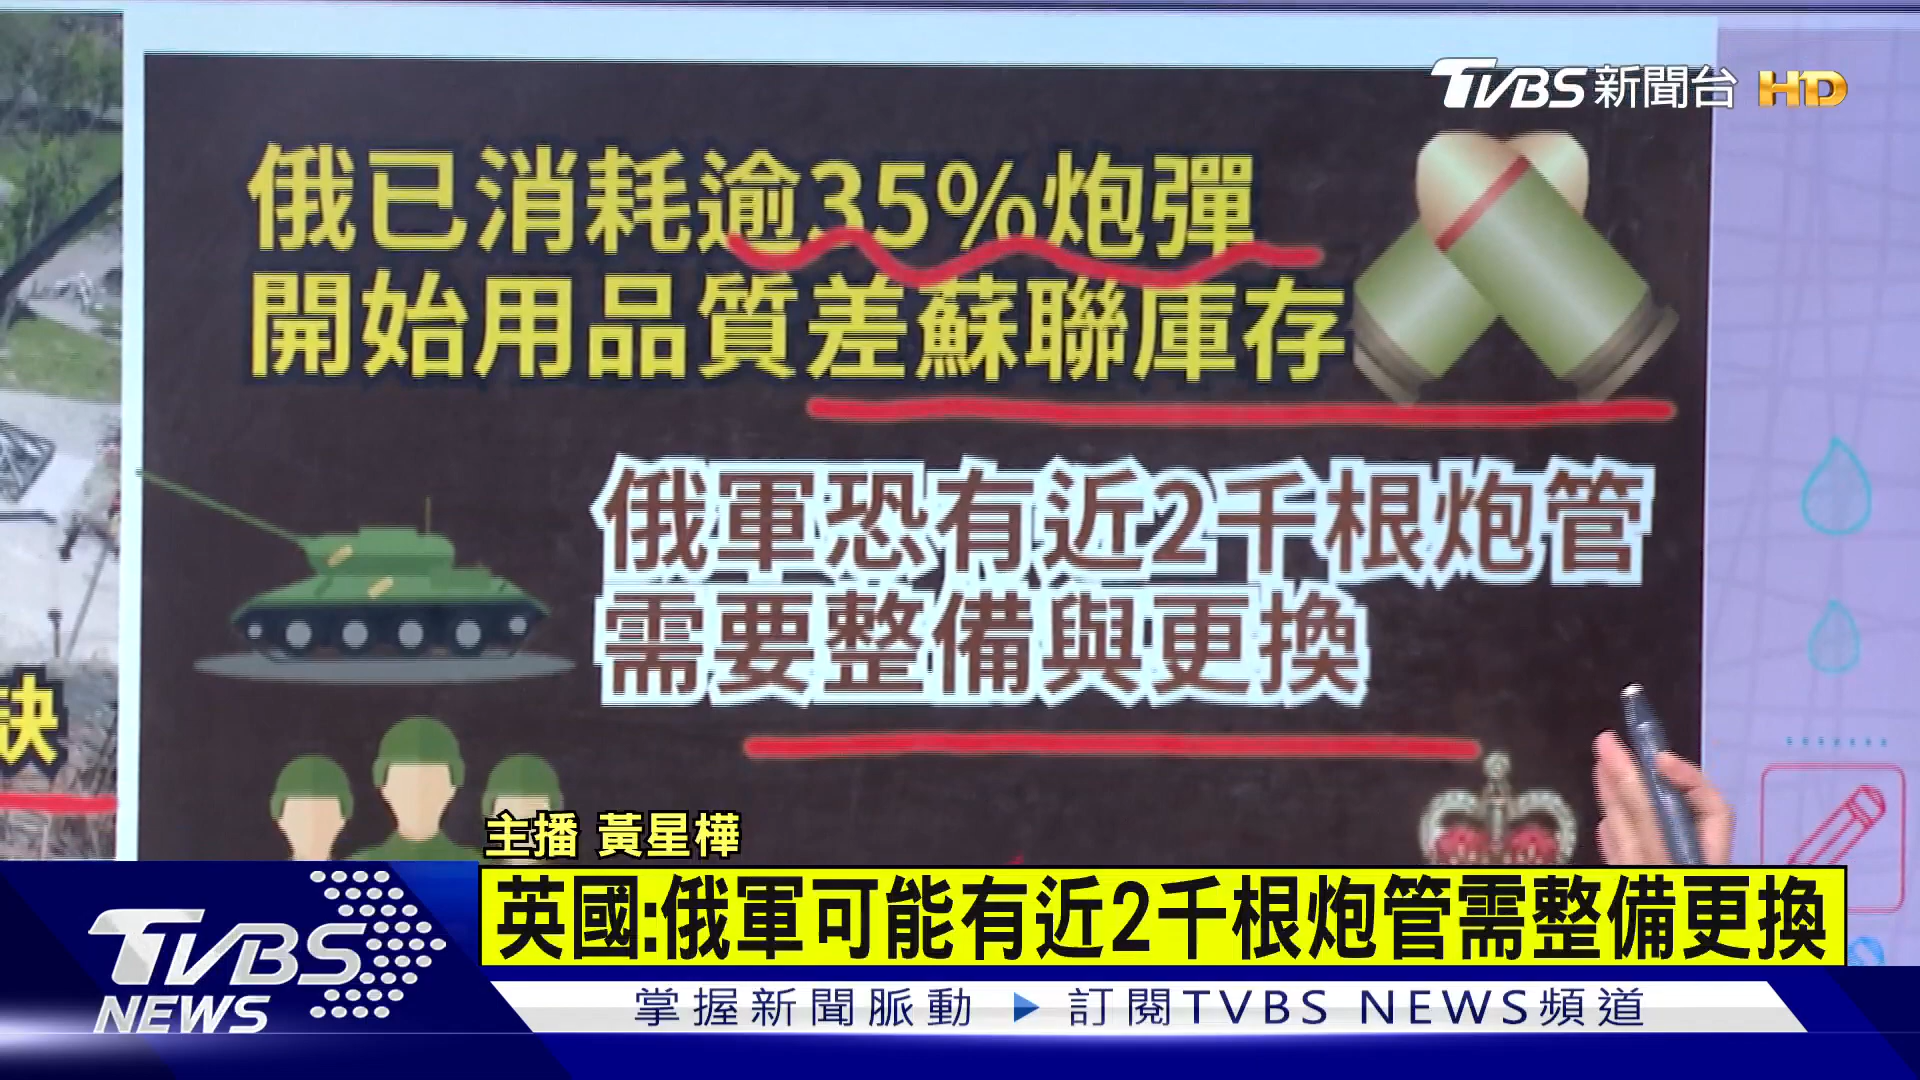 TVBS新聞台 HD
俄已消耗逾35%炮彈
開始用品質差蘇聯庫存
俄軍恐有近2千根炮管
需要整備與更換
缺
主播 黃星樺
英國:俄軍可能有近2千根炮管需整備更換
TVBS
NEWS
掌握新聞脈動 ▶ 訂閱TVBS NEWS頻道